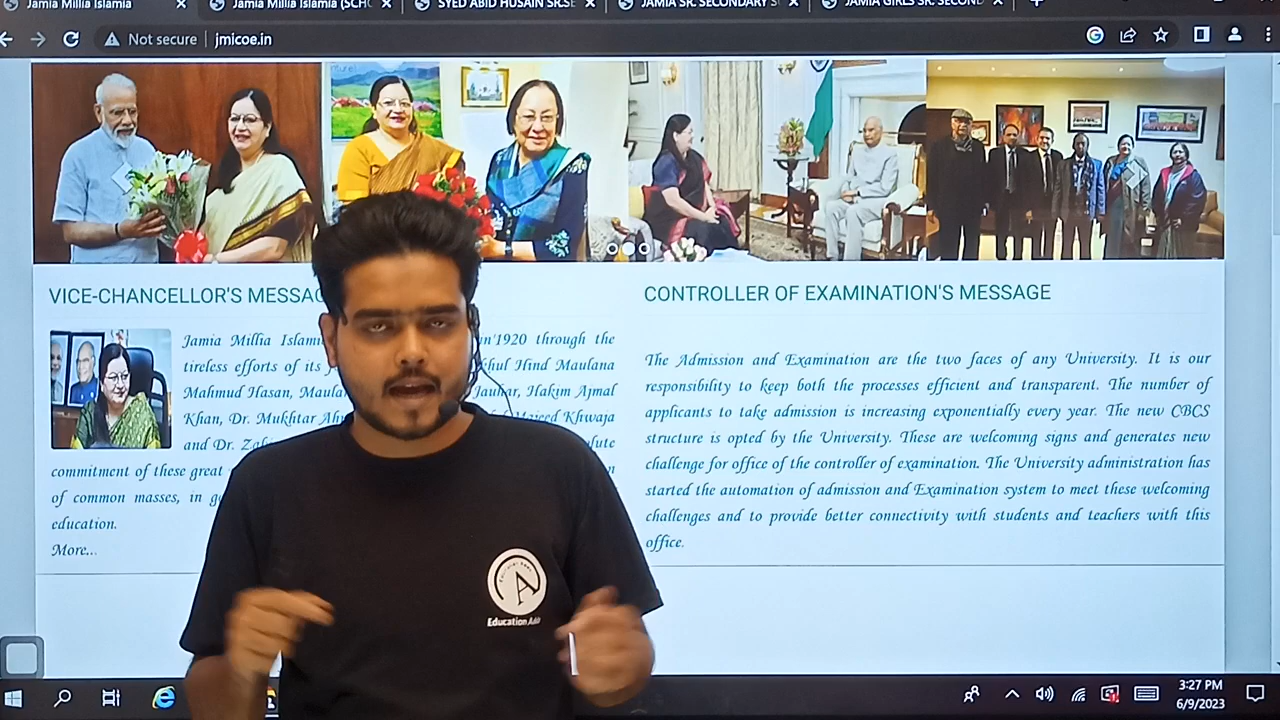 Jamia Millia Islamia
Jamia Millia Islamia (SCHO
SYED ABID HUSAIN SR.SE
JAMIA SR. SECONDARY S
JAMIA GIRLS SR. SECOND
Not secure
jmicoe.in
VICE-CHANCELLOR'S MESSAG
Jamia Millia Islami
in'1920 through the
tireless efforts of its
khul Hind Maulana
Mahmud Hasan, Maulan
Jauhar, Hakim Ajmal
Khan, Dr. Mukhtar
Majeed Khwaja
and Dr.
commitment of these great
of common masses, in
education.
More...
CONTROLLER OF EXAMINATION'S MESSAGE
The Admission and Examination are the two faces of any University. It is our
responsibility to keep both the processes efficient and transparent. The number of
applicants to take admission is increasing exponentially every year. The new CBCS
structure is opted by the University. These are welcoming signs and generates new
challenge for office of the controller of examination. The University administration has
started the automation of admission and Examination system to meet these welcoming
challenges and to provide better connectivity with students and teachers with this
office.
A
Education
3:27 PM
6/9/2023